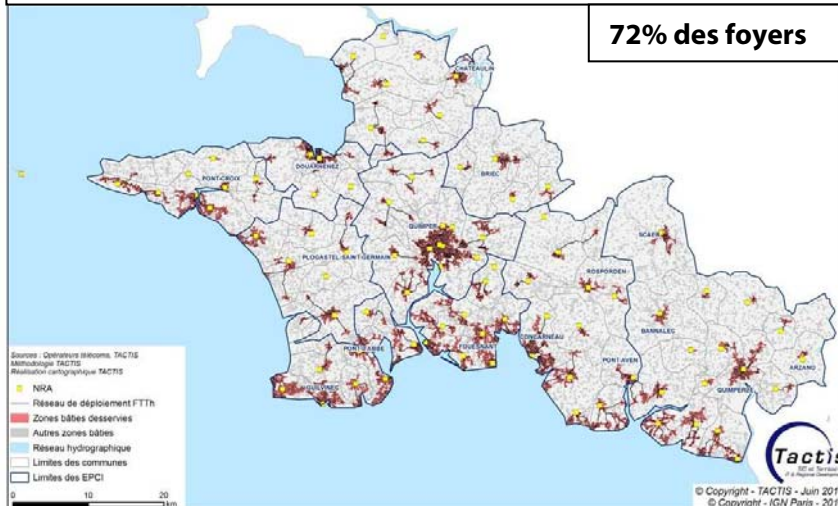 72% des foyers
CHATEAULIN
DOUARNENEZ
BRIEC
PONT-CROIX
QUIMPER
SCAER
PLOGASTEL-SAINT-GERMAIN
ROSPORDEN
BANNALEC
CONCARNEAU
FOUESNANT
PONT-L'ABBE
PONT-AVEN
ARZANO
QUIMPERLE
GUILVINEC
Sources : Opérateurs télécoms, TACTIS
Méthodologie TACTIS
Réalisation cartographique TACTIS
NRA
Réseau de déploiement FTTh
Zones bâties desservies
Autres zones bâties
Réseau hydrographique
Limites des communes
Limites des EPCI
0 10 20
km
Tactis
© Copyright - TACTIS - Juin 201
© Copyright - IGN Paris - 201